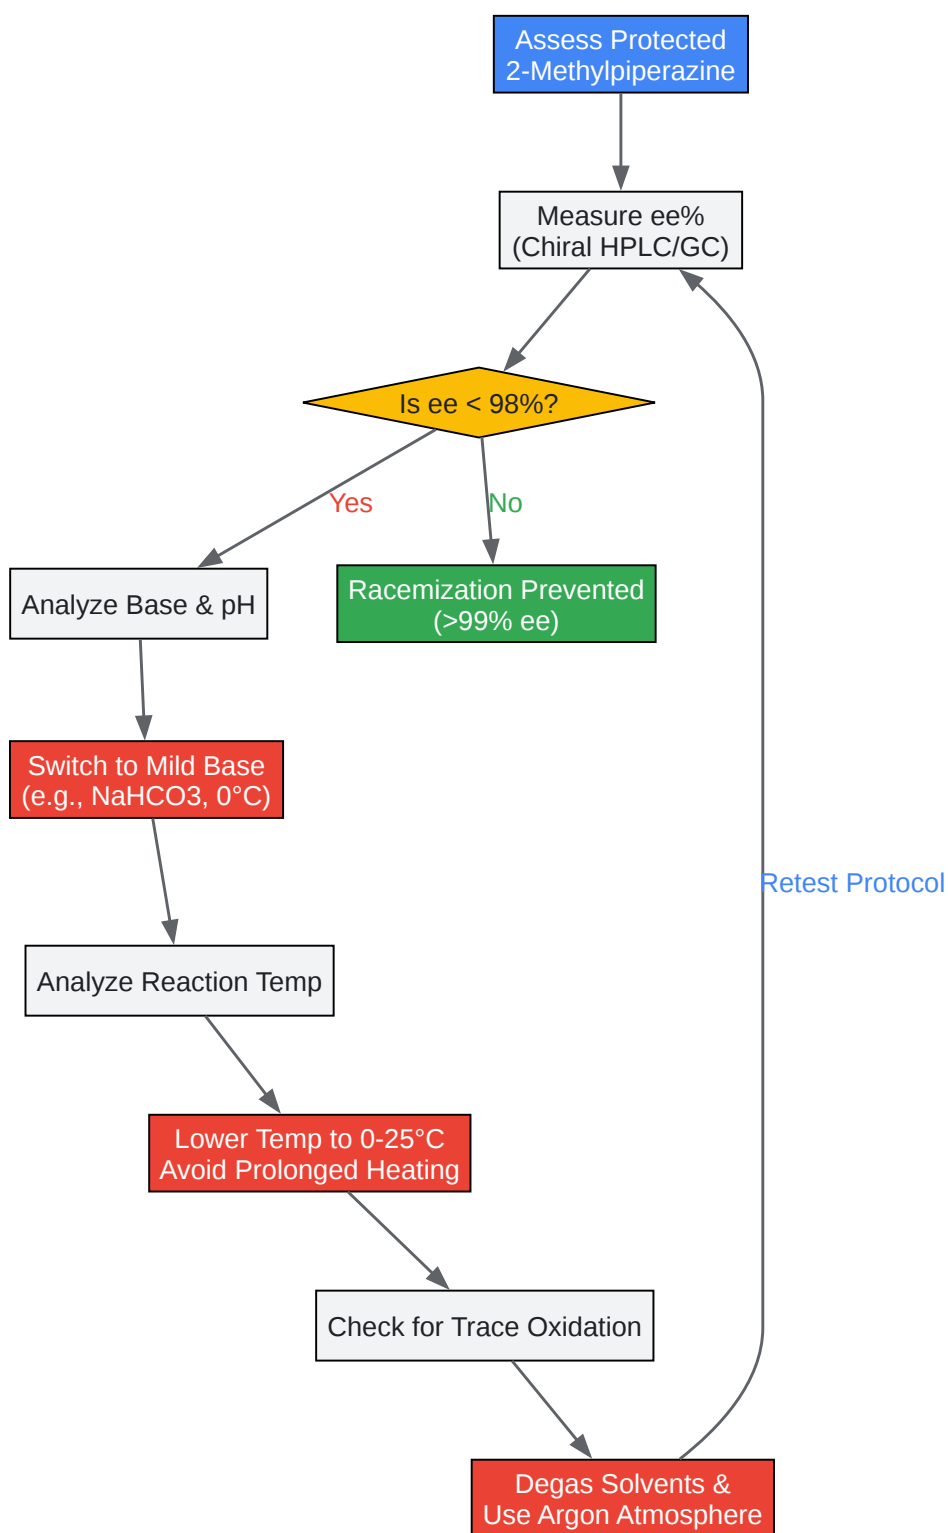 Assess Protected
2-Methylpiperazine
Measure ee%
(Chiral HPLC/GC)
Is ee < 98%?
Yes
No
Analyze Base & pH
Racemization Prevented
(>99% ee)
Switch to Mild Base
(e.g., NaHCO3, 0°C)
Retest Protocol
Analyze Reaction Temp
Lower Temp to 0-25°C
Avoid Prolonged Heating
Check for Trace Oxidation
Degas Solvents &
Use Argon Atmosphere